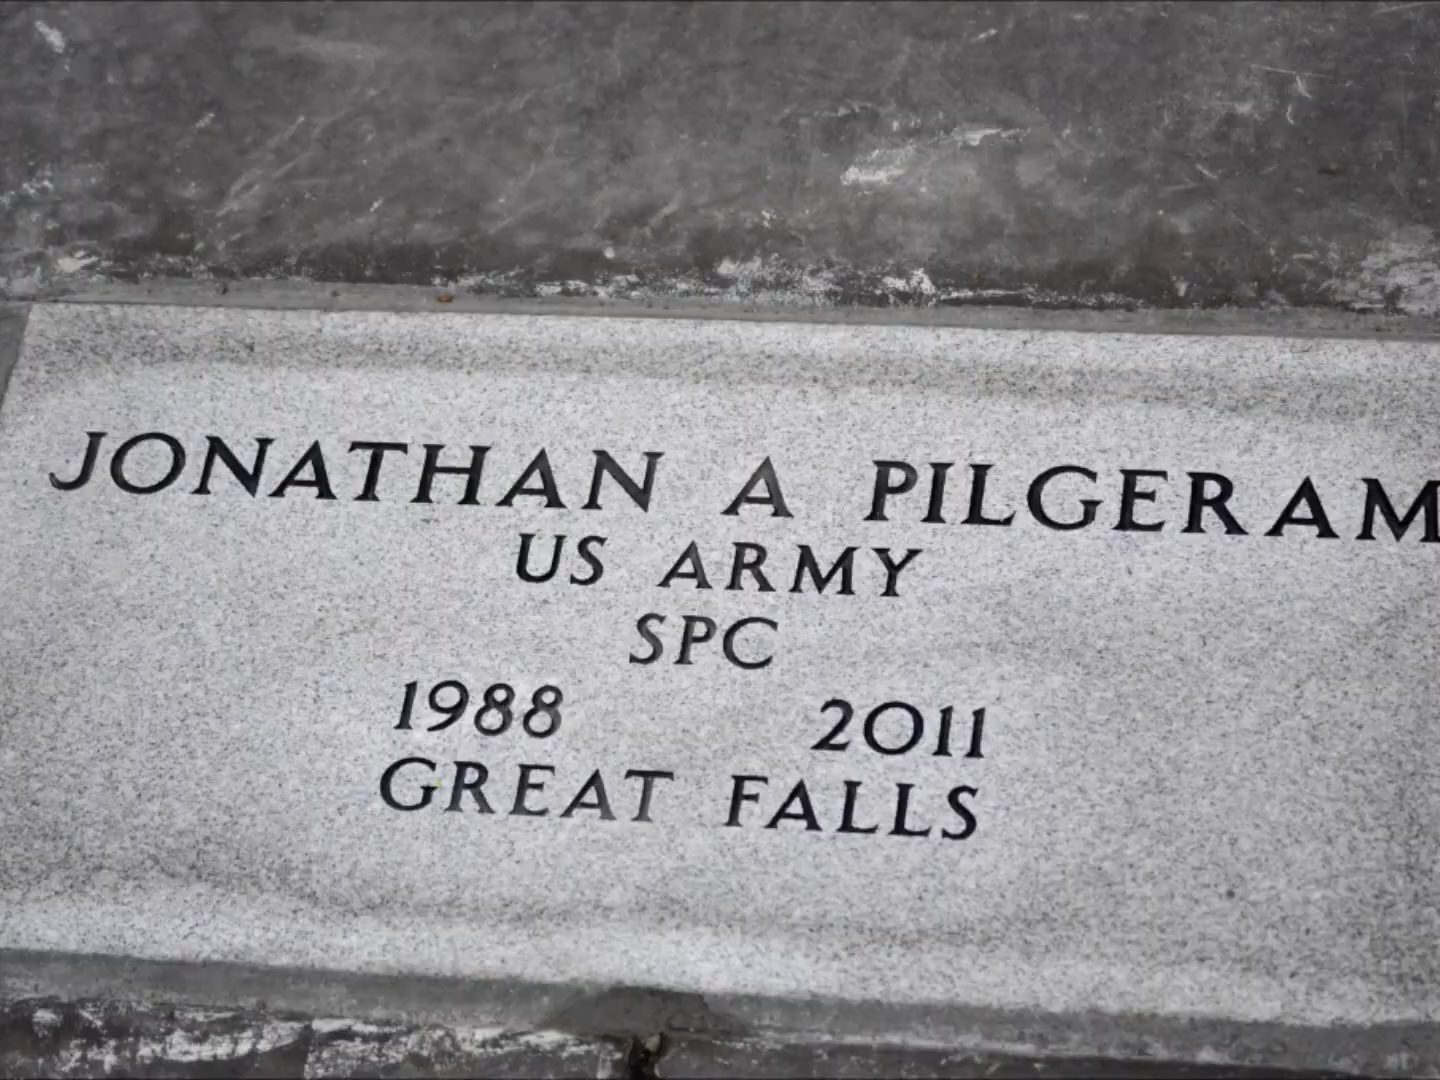 JONATHAN A PILGERAM
US ARMY
SPC
1988 2011
GREAT FALLS